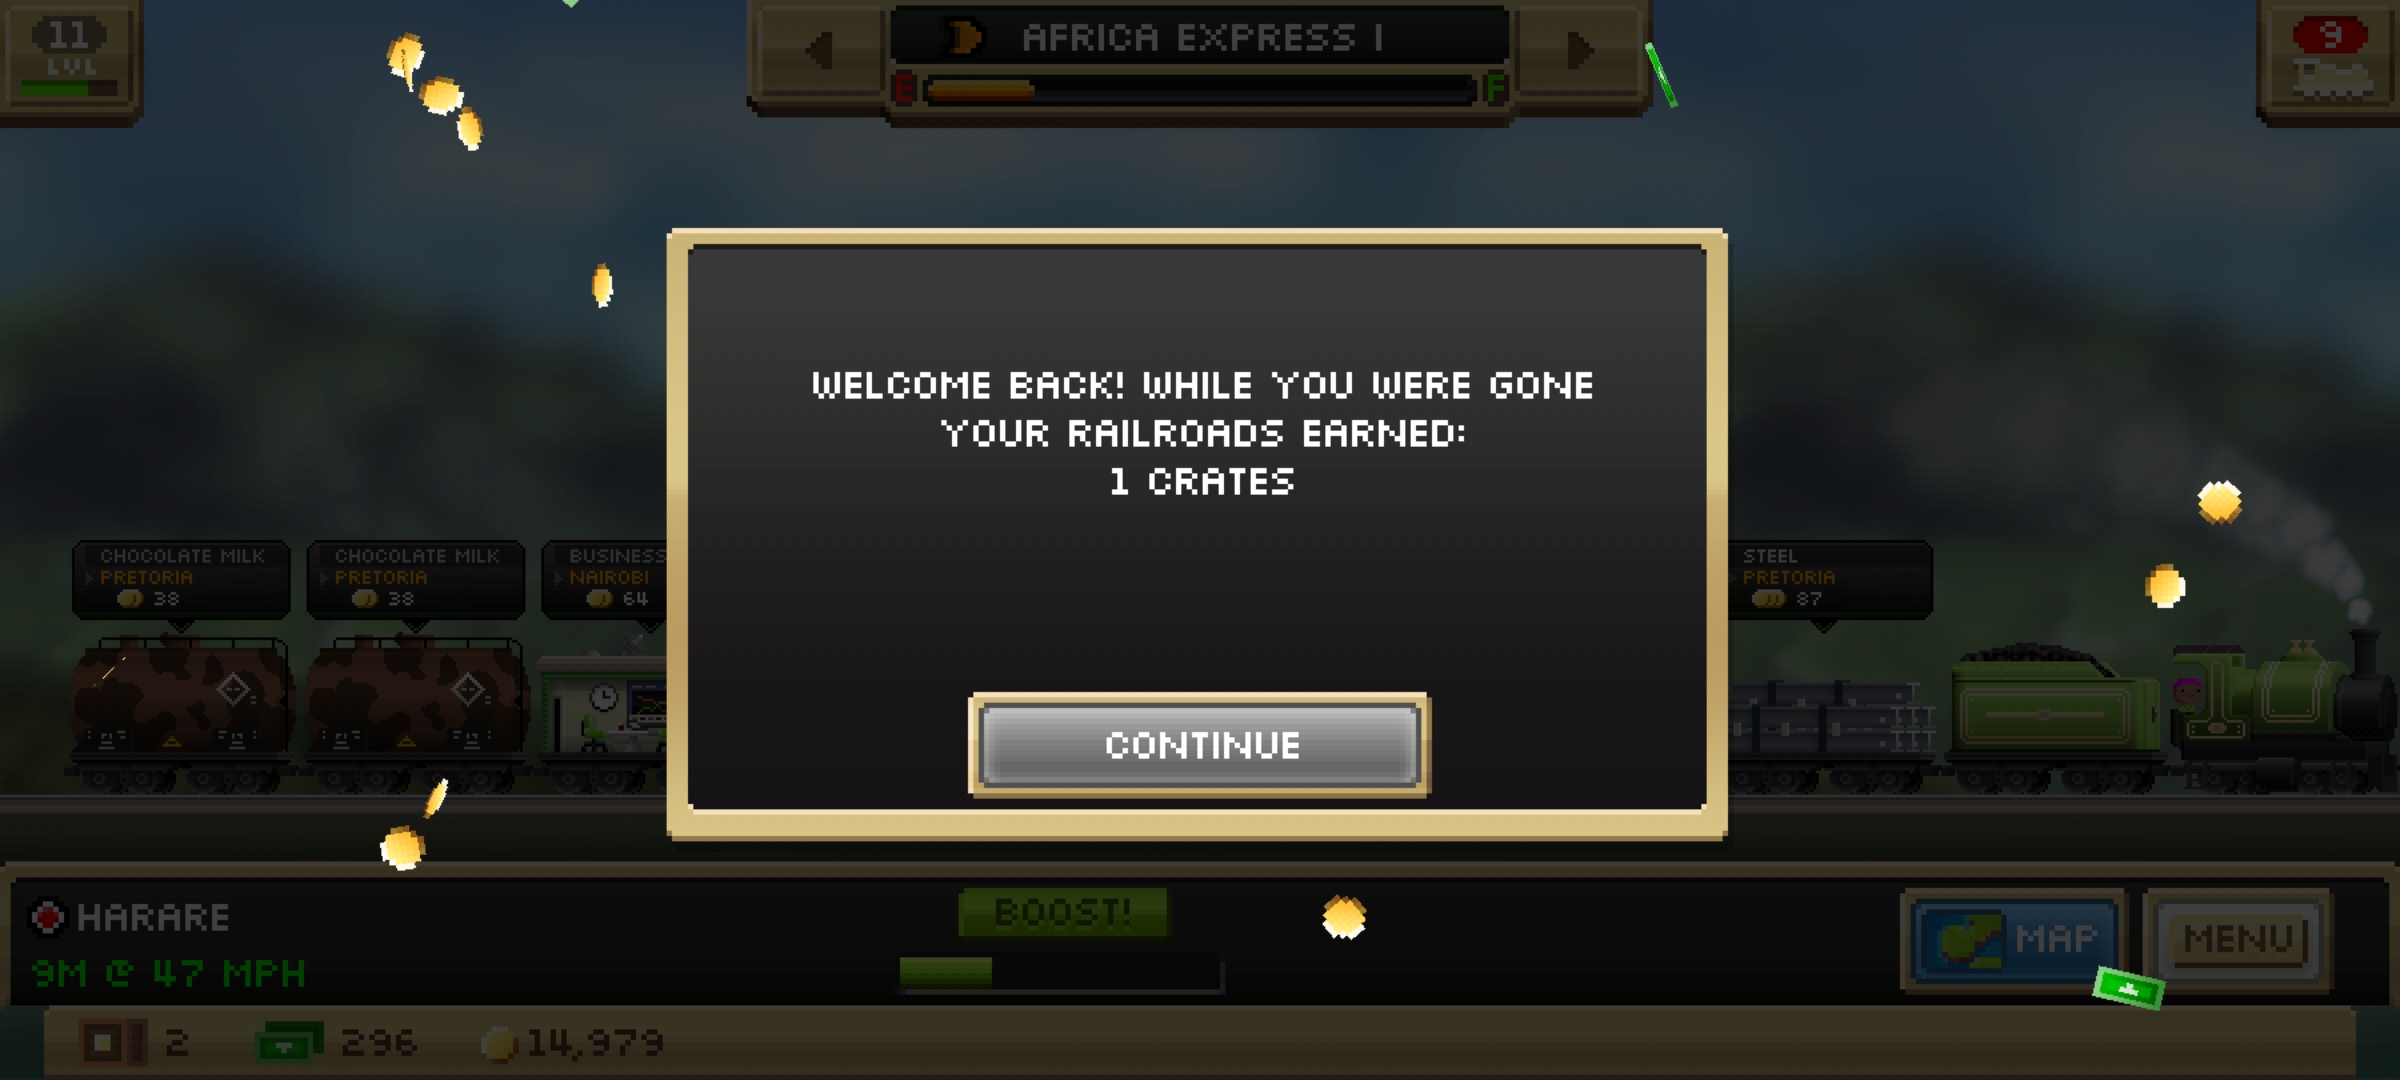 11
LVL
AFRICA EXPRESS I
E
F
9
WELCOME BACK! WHILE YOU WERE GONE
YOUR RAILROADS EARNED:
1 CRATES
CONTINUE
CHOCOLATE MILK
PRETORIA
38
CHOCOLATE MILK
PRETORIA
38
BUSINESS
NAIROBI
64
STEEL
PRETORIA
87
HARARE
9M @ 47 MPH
BOOST!
MAP
MENU
2
296
14,979